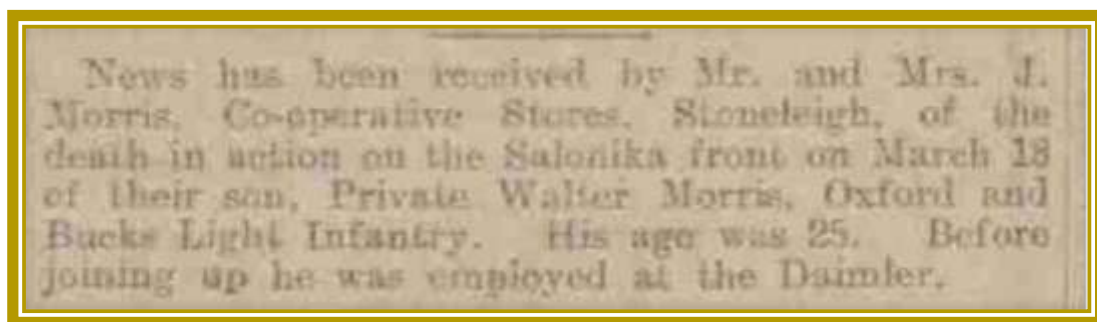 News has been received by Mr. and Mrs. J.
Morris, Co-operative Stores, Stoneleigh, of the
death in action on the Salonika front on March 18
of their son, Private Walter Morris, Oxford and
Bucks Light Infantry. His age was 25. Before
joining up he was employed at the Daimler.